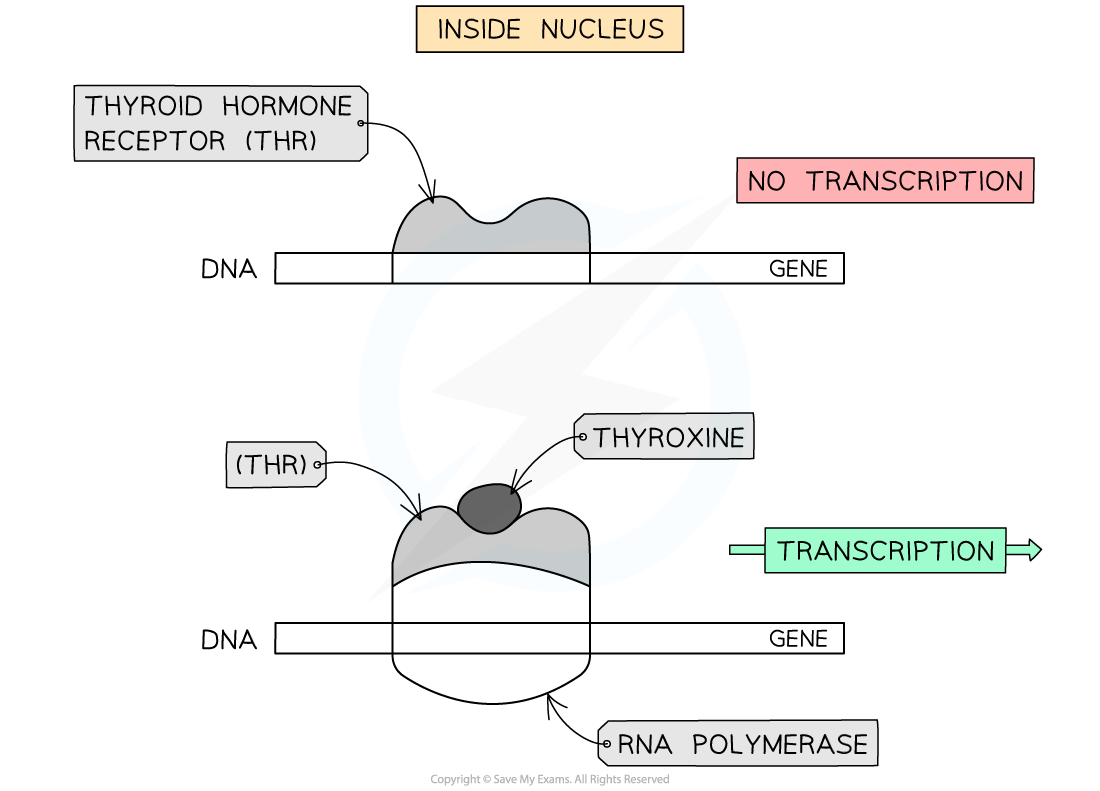 INSIDE NUCLEUS
THYROID HORMONE
RECEPTOR (THR)
NO TRANSCRIPTION
DNA
GENE
THYROXINE
(THR)
TRANSCRIPTION
DNA
GENE
RNA POLYMERASE
Copyright © Save My Exams. All Rights Reserved